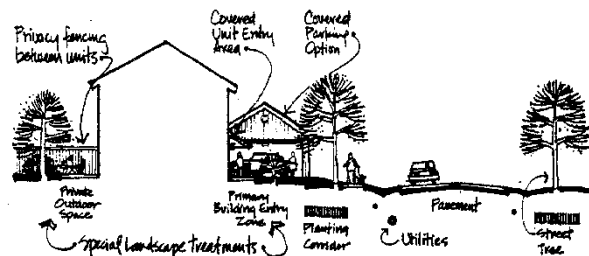 Privacy fencing
between units
Covered
Unit Entry
Area
Covered
Parking
Option
Private
Outdoor
Space
Primary
Building Entry
Zone
Special Landscape Treatments
Planting
Corridor
Utilities
Pavement
Street
Tree